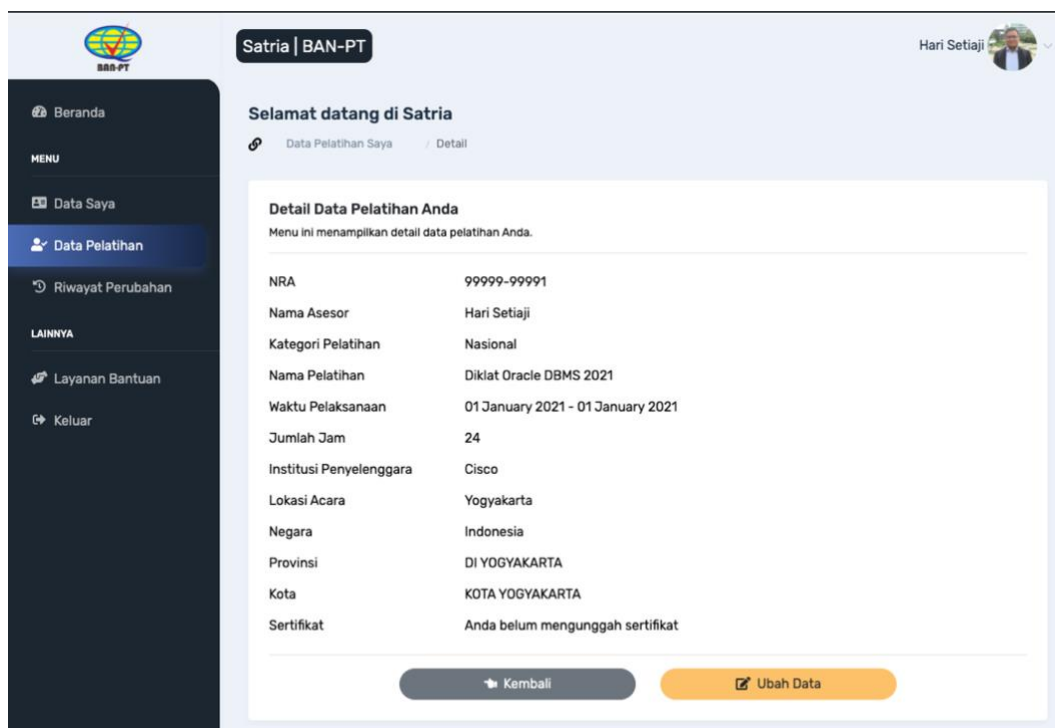 BAN-PT
Satria | BAN-PT
Hari Setiaji
Beranda
MENU
Data Saya
Data Pelatihan
Riwayat Perubahan
LAINNYA
Layanan Bantuan
Keluar
Selamat datang di Satria
Data Pelatihan Saya / Detail
Detail Data Pelatihan Anda
Menu ini menampilkan detail data pelatihan Anda.
NRA 99999-99991
Nama Asesor Hari Setiaji
Kategori Pelatihan Nasional
Nama Pelatihan Diklat Oracle DBMS 2021
Waktu Pelaksanaan 01 January 2021 - 01 January 2021
Jumlah Jam 24
Institusi Penyelenggara Cisco
Lokasi Acara Yogyakarta
Negara Indonesia
Provinsi DI YOGYAKARTA
Kota KOTA YOGYAKARTA
Sertifikat Anda belum mengunggah sertifikat
Kembali Ubah Data